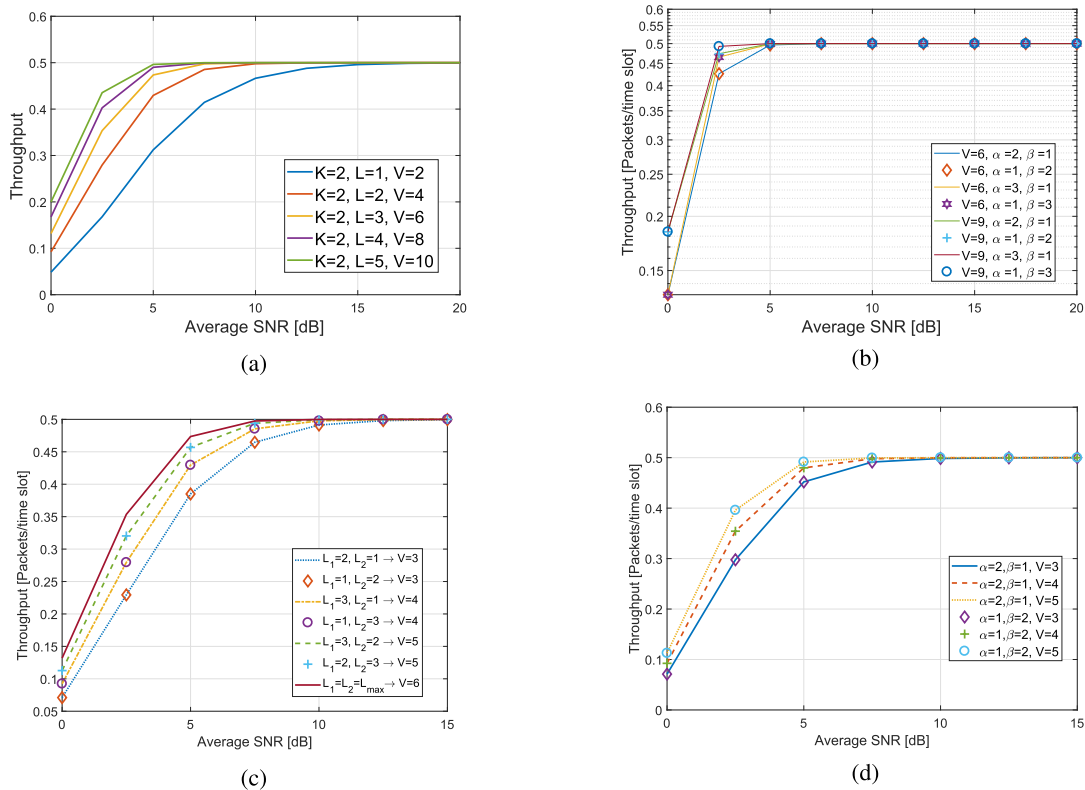 0.6
0.5
0.4
0.3
0.2
0.1
0
Throughput
K=2, L=1, V=2
K=2, L=2, V=4
K=2, L=3, V=6
K=2, L=4, V=8
K=2, L=5, V=10
0 5 10 15 20
Average SNR [dB]
(a)
0.6
0.55
0.5
0.45
0.4
0.35
0.3
0.25
0.2
0.15
Throughput [Packets/time slot]
V=6, α =2, β =1
V=6, α =1, β =2
V=6, α =3, β =1
V=6, α =1, β =3
V=9, α =2, β =1
V=9, α =1, β =2
V=9, α =3, β =1
V=9, α =1, β =3
0 5 10 15 20
Average SNR [dB]
(b)
0.5
0.45
0.4
0.35
0.3
0.25
0.2
0.15
0.1
0.05
Throughput [Packets/time slot]
L₁=2, L₂=1 → V=3
L₁=1, L₂=2 → V=3
L₁=3, L₂=1 → V=4
L₁=1, L₂=3 → V=4
L₁=3, L₂=2 → V=5
L₁=2, L₂=3 → V=5
L₁=L₂=Lmax→ V=6
0 5 10 15
Average SNR [dB]
(c)
0.6
0.5
0.4
0.3
0.2
0.1
0
Throughput [Packets/time slot]
α=2,β=1, V=3
α=2,β=1, V=4
α=2,β=1, V=5
α=1,β=2, V=3
α=1,β=2, V=4
α=1,β=2, V=5
0 5 10 15
Average SNR [dB]
(d)